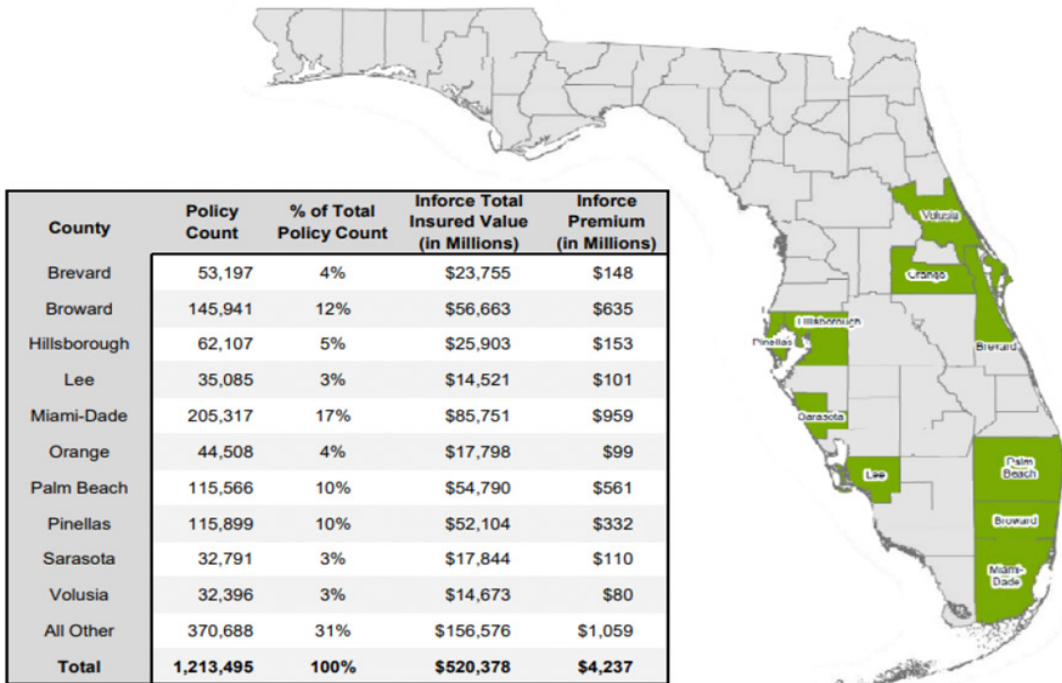 County Policy Count % of Total Policy Count Inforce Total Insured Value (in Millions) Inforce Premium (in Millions)
Brevard 53,197 4% $23,755 $148
Broward 145,941 12% $56,663 $635
Hillsborough 62,107 5% $25,903 $153
Lee 35,085 3% $14,521 $101
Miami-Dade 205,317 17% $85,751 $959
Orange 44,508 4% $17,798 $99
Palm Beach 115,566 10% $54,790 $561
Pinellas 115,899 10% $52,104 $332
Sarasota 32,791 3% $17,844 $110
Volusia 32,396 3% $14,673 $80
All Other 370,688 31% $156,576 $1,059
Total 1,213,495 100% $520,378 $4,237
Volusia
Orange
Hillsborough
Pinellas
Brevard
Sarasota
Lee
Palm
Beach
Broward
Miami-
Dade